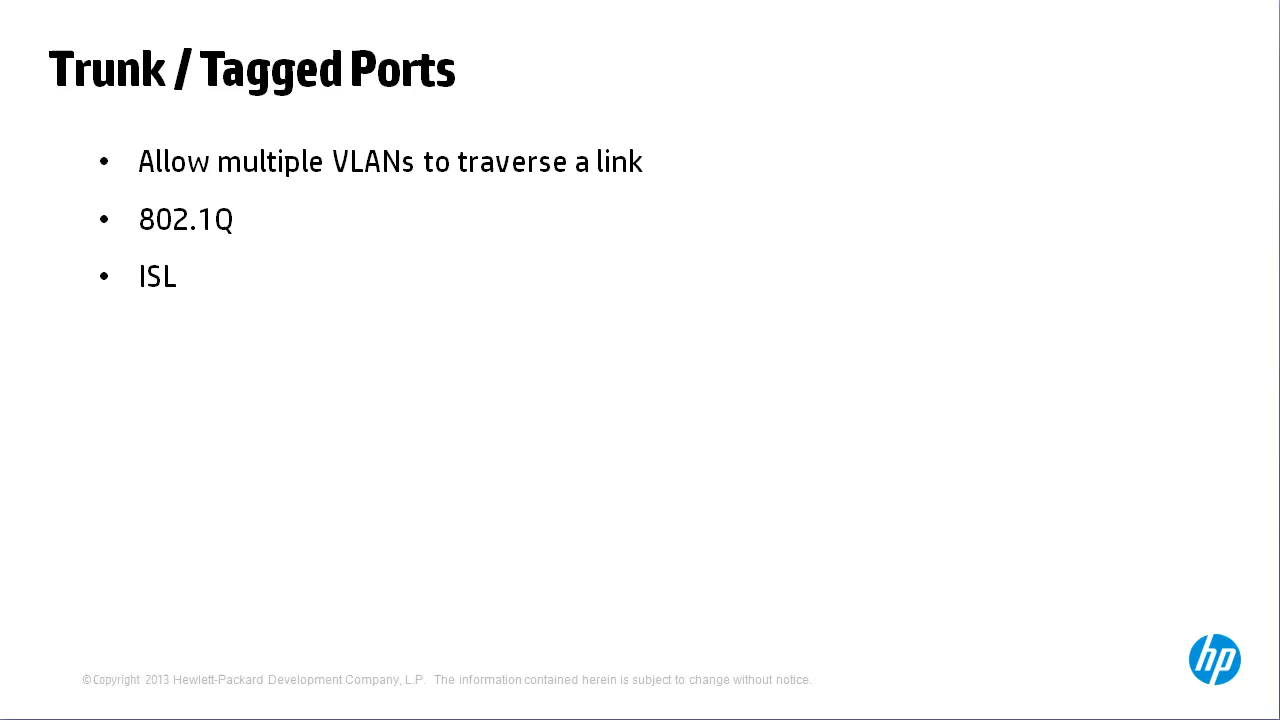 Trunk / Tagged Ports
• Allow multiple VLANs to traverse a link
• 802.1Q
• ISL
hp
© Copyright 2013 Hewlett-Packard Development Company, L.P. The information contained herein is subject to change without notice.